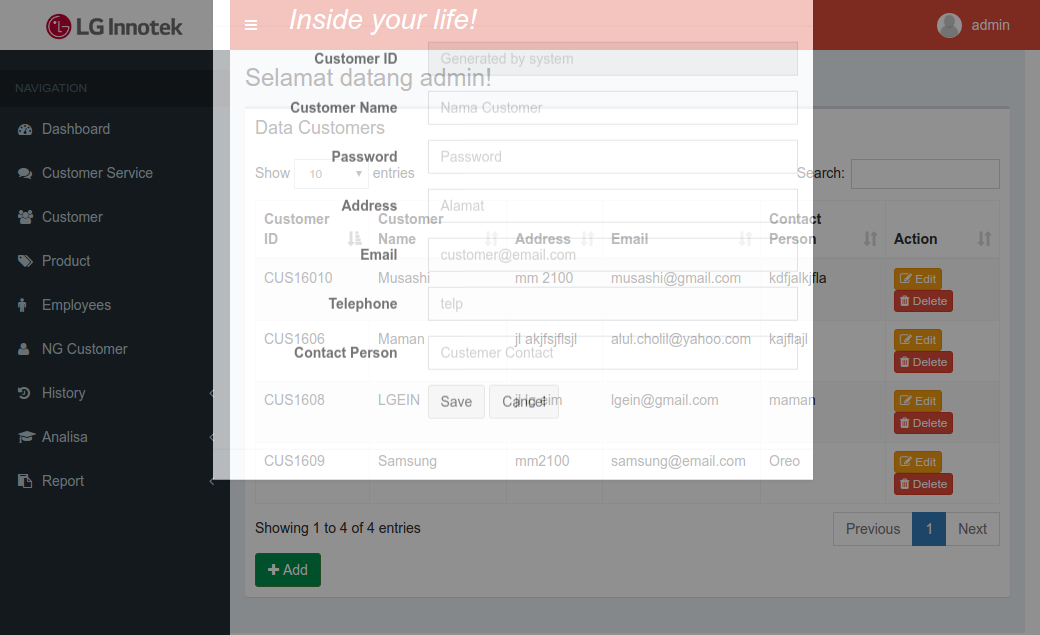 LG Innotek
Inside your life!
admin
NAVIGATION
Dashboard
Customer Service
Customer
Product
Employees
NG Customer
History
Analisa
Report
Customer ID
Generated by system
Customer Name
Nama Customer
Password
Password
Address
Alamat
Email
customer@email.com
Telephone
telp
Contact Person
Custemer Contact
Save
Cancel
Selamat datang admin!
Data Customers
Show 10 entries
Search:
Customer ID
Customer Name
Address
Email
Contact Person
Action
CUS16010 Musashi mm 2100 musashi@gmail.com kdfjalkjfla Edit Delete
CUS1606 Maman jl akjfsjflsjl alul.cholil@yahoo.com kajflajl Edit Delete
CUS1608 LGEIN lgein@gmail.com maman Edit Delete
CUS1609 Samsung mm2100 samsung@email.com Oreo Edit Delete
Showing 1 to 4 of 4 entries
Previous 1 Next
Add